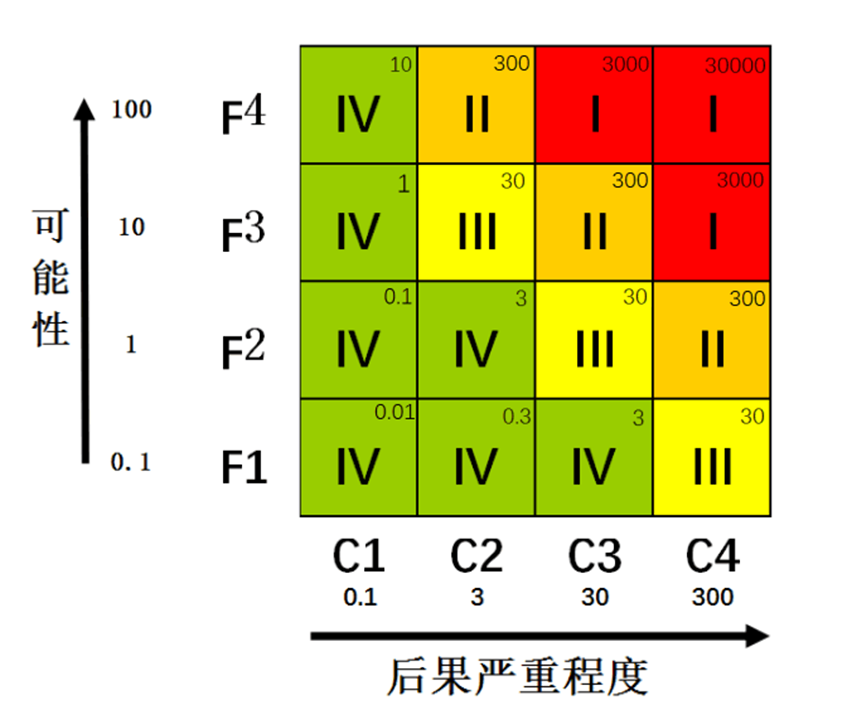 10 300 3000 30000
100 F4 IV II I I
1 30 300 3000
10 F3 IV III II I
0.1 3 30 300
1 F2 IV IV III II
0.01 0.3 3 30
0.1 F1 IV IV IV III
可能性
C1 C2 C3 C4
0.1 3 30 300
后果严重程度